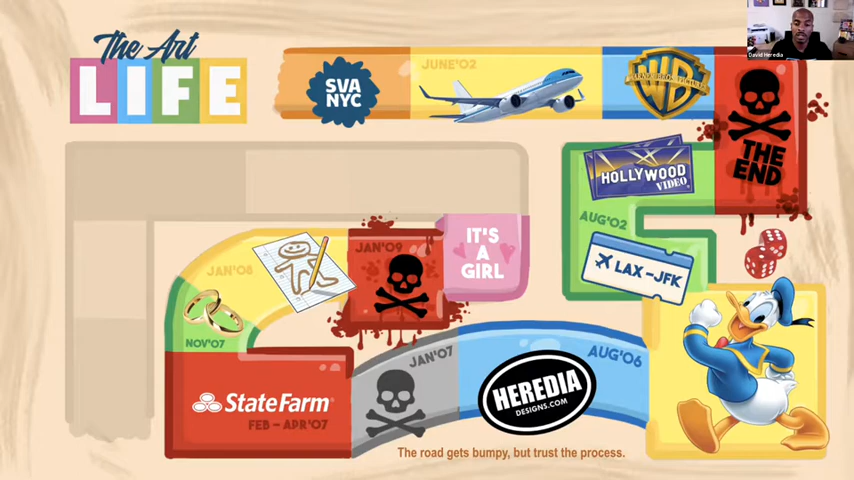 The Art
LIFE
SVA
NYC
JUNE'02
WB
David Heredia
THE
END
HOLLYWOOD
VIDEO
AUG'02
LAX-JFK
IT'S
A
GIRL
JAN'09
JAN'08
NOV'07
StateFarm
FEB - APR'07
JAN'07
AUG'06
HEREDIA
DESIGNS.COM
The road gets bumpy, but trust the process.